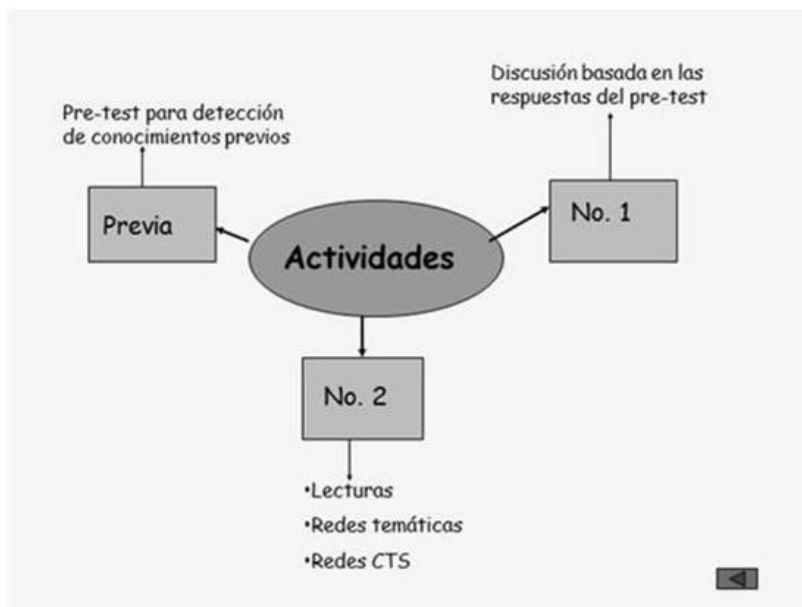 Discusión basada en las
respuestas del pre-test
Pre-test para detección
de conocimientos previos
Previa
No. 1
Actividades
No. 2
•Lecturas
•Redes temáticas
•Redes CTS